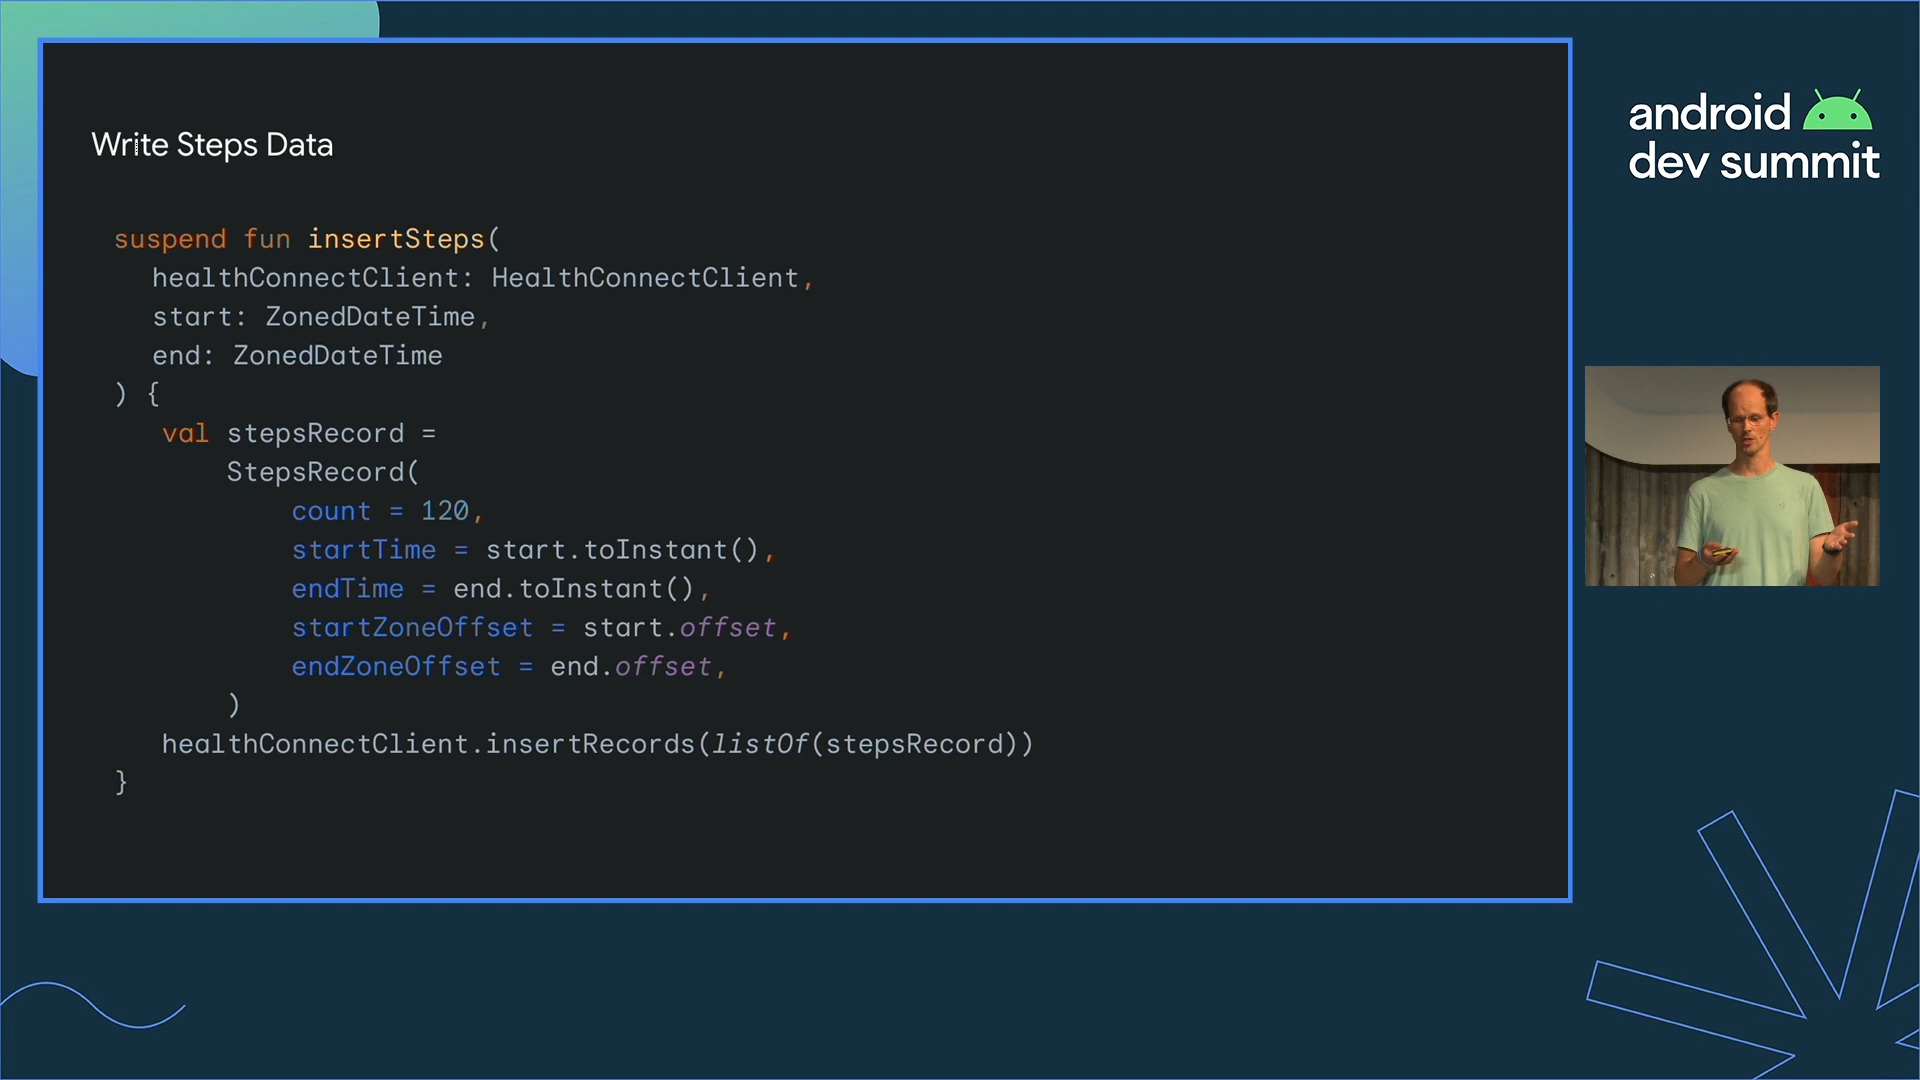 Write Steps Data
suspend fun insertSteps(
healthConnectClient: HealthConnectClient,
start: ZonedDateTime,
end: ZonedDateTime
) {
val stepsRecord =
StepsRecord(
count = 120,
startTime = start.toInstant(),
endTime = end.toInstant(),
startZoneOffset = start.offset,
endZoneOffset = end.offset,
)
healthConnectClient.insertRecords(listOf(stepsRecord))
}
android
dev summit